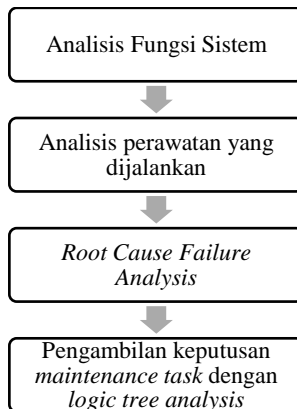 Analisis Fungsi Sistem
Analisis perawatan yang
dijalankan
Root Cause Failure
Analysis
Pengambilan keputusan
maintenance task dengan
logic tree analysis